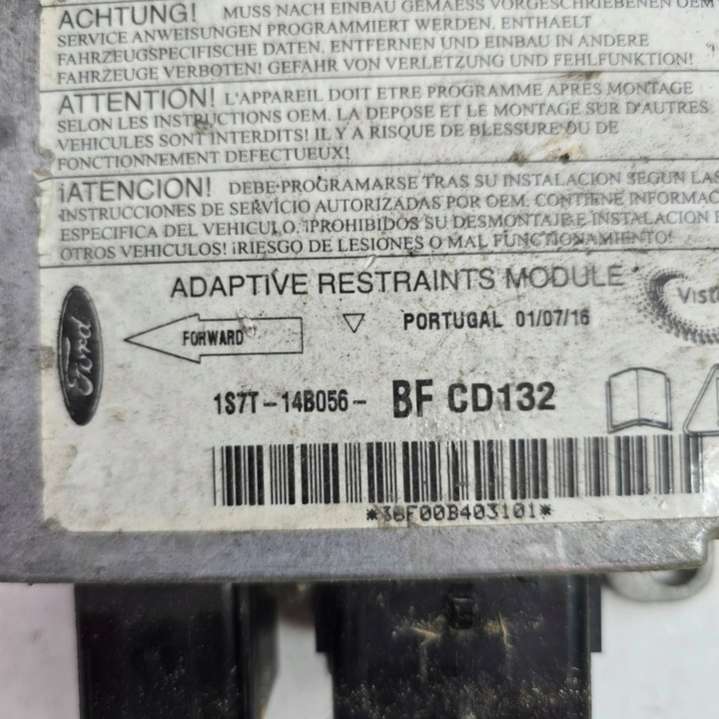 ACHTUNG! MUSS NACH EINBAU GEMAESS VORGESCHRIEBENEN OEM
SERVICE ANWEISUNGEN PROGRAMMIERT WERDEN, ENTHAELT
FAHRZEUGSPEZIFISCHE DATEN, ENTFERNEN UND EINBAU IN ANDERE
FAHRZEUGE VERBOTEN! GEFAHR VON VERLETZUNG UND FEHLFUNKTION!
ATTENTION! L'APPAREIL DOIT ETRE PROGRAMME APRES MONTAGE
SELON LES INSTRUCTIONS OEM. LA DEPOSE ET LE MONTAGE SUR D'AUTRES
VEHICULES SONT INTERDITS! IL Y A RISQUE DE BLESSURE OU DE
FONCTIONNEMENT DEFECTUEUX!
¡ATENCION! DEBE PROGRAMARSE TRAS SU INSTALACION SEGUN LAS
INSTRUCCIONES DE SERVICIO AUTORIZADAS POR OEM. CONTIENE INFORMAC
ESPECIFICA DEL VEHICULO, ¡PROHIBIDOS SU DESMONTAJE E INSTALACION
OTROS VEHICULOS! ¡RIESGO DE LESIONES O MAL FUNCTIONAMIENTO!
ADAPTIVE RESTRAINTS MODULE
Vist
Ford
FORWARD
PORTUGAL 01/07/16
1S7T-14B056- BF CD132
*36F00B403101*